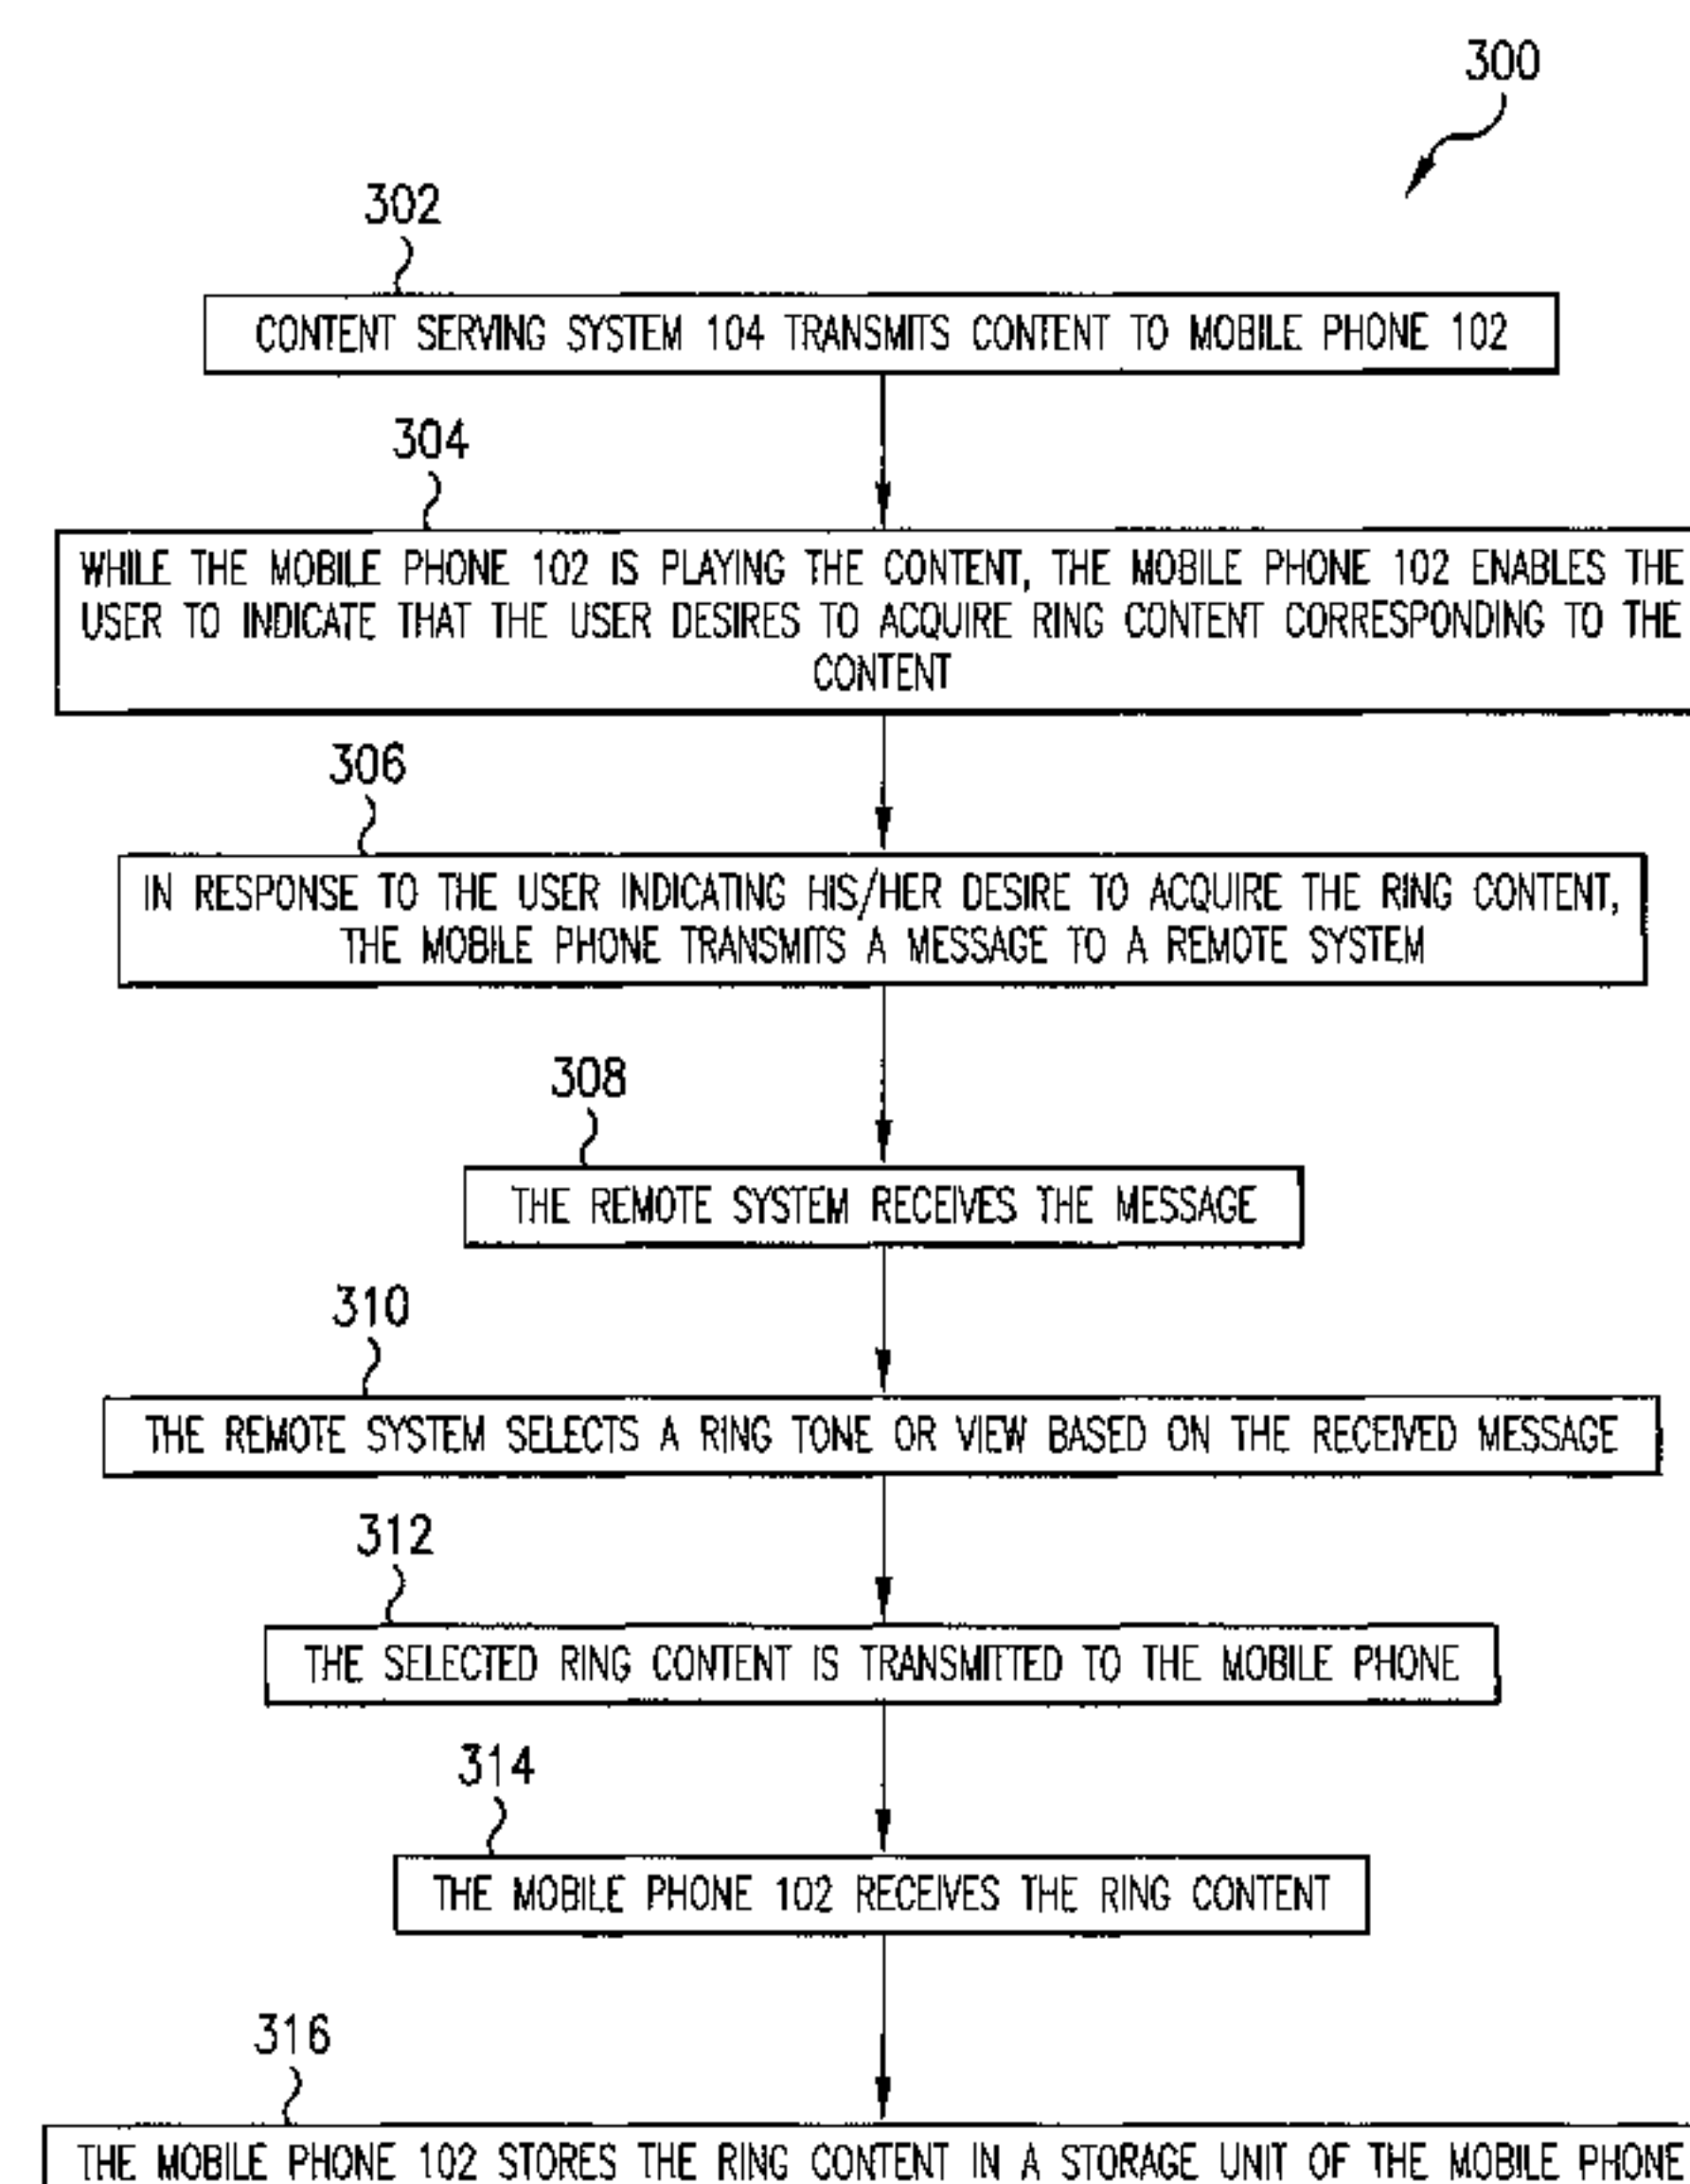 300
302
CONTENT SERVING SYSTEM 104 TRANSMITS CONTENT TO MOBILE PHONE 102
304
WHILE THE MOBILE PHONE 102 IS PLAYING THE CONTENT, THE MOBILE PHONE 102 ENABLES THE
USER TO INDICATE THAT THE USER DESIRES TO ACQUIRE RING CONTENT CORRESPONDING TO THE
CONTENT
306
IN RESPONSE TO THE USER INDICATING HIS/HER DESIRE TO ACQUIRE THE RING CONTENT,
THE MOBILE PHONE TRANSMITS A MESSAGE TO A REMOTE SYSTEM
308
THE REMOTE SYSTEM RECEIVES THE MESSAGE
310
THE REMOTE SYSTEM SELECTS A RING TONE OR VIEW BASED ON THE RECEIVED MESSAGE
312
THE SELECTED RING CONTENT IS TRANSMITTED TO THE MOBILE PHONE
314
THE MOBILE PHONE 102 RECEIVES THE RING CONTENT
316
THE MOBILE PHONE 102 STORES THE RING CONTENT IN A STORAGE UNIT OF THE MOBILE PHONE